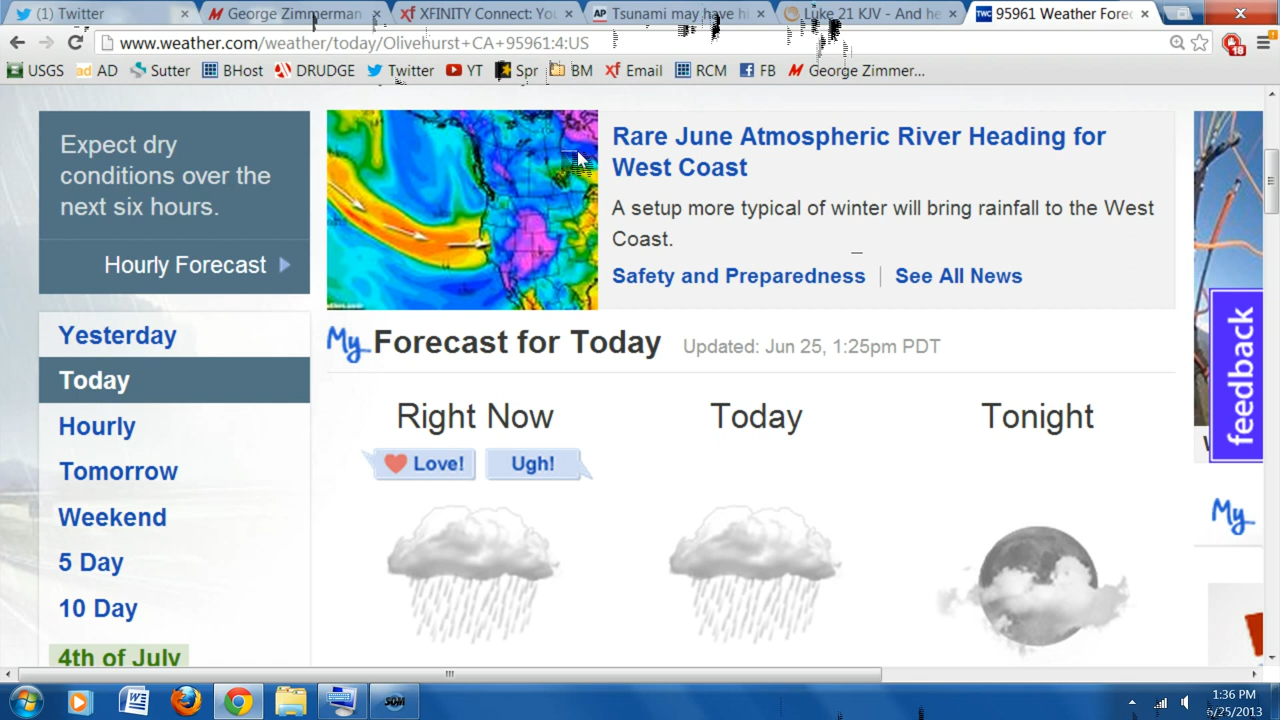 (1) Twitter
George Zimmerman
XFINITY Connect: You
Tsunami may have hi
Luke 21 KJV - And he
TWC 95961 Weather Forec
www.weather.com/weather/today/Olivehurst+CA+95961:4:US
18
USGS
ad AD
Sutter
BHost
DRUDGE
Twitter
YT
Spr
BM
Xf Email
RCM
FB
George Zimmer...
Expect dry
conditions over the
next six hours.
Hourly Forecast
Rare June Atmospheric River Heading for
West Coast
A setup more typical of winter will bring rainfall to the West
Coast.
Safety and Preparedness | See All News
Yesterday
Today
Hourly
Tomorrow
Weekend
5 Day
10 Day
4th of July
My Forecast for Today Updated: Jun 25, 1:25pm PDT
Right Now
Today
Tonight
Love!
Ugh!
feedback
My
1:36 PM
6/25/2013